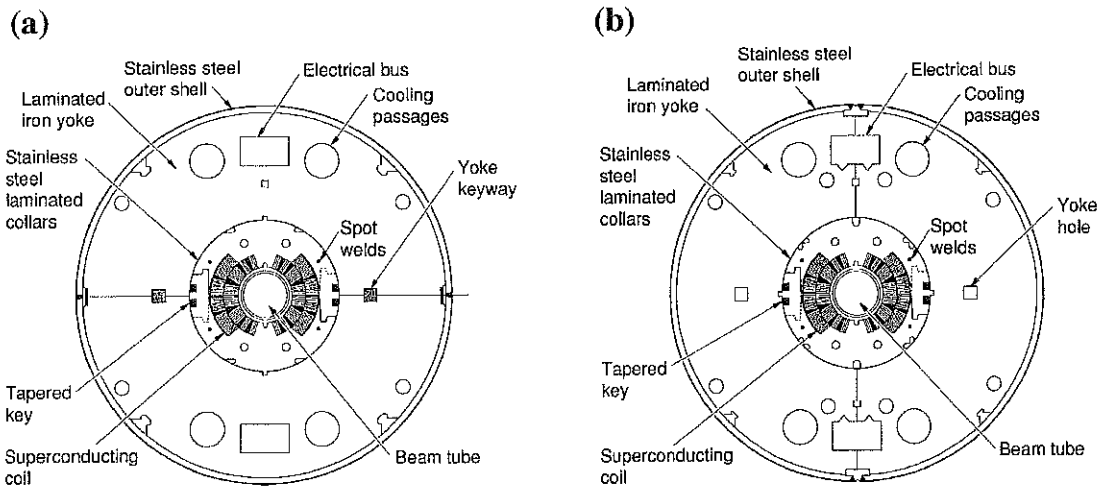 (a)
Stainless steel
outer shell
Electrical bus
Laminated
iron yoke
Cooling
passages
Stainless
steel
laminated
collars
Yoke
keyway
Spot
welds
Tapered
key
Superconducting
coil
Beam tube
(b)
Stainless steel
outer shell
Electrical bus
Laminated
iron yoke
Cooling
passages
Stainless
steel
laminated
collars
Yoke
hole
Spot
welds
Tapered
key
Superconducting
coil
Beam tube